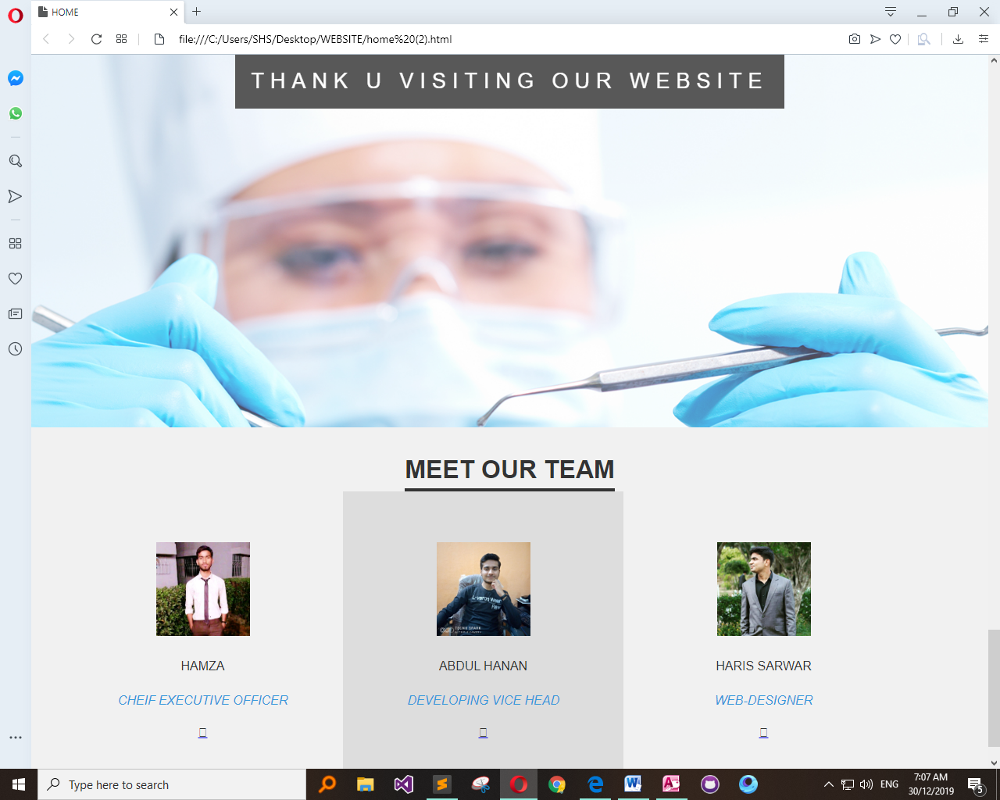 HOME
file:///C:/Users/SHS/Desktop/WEBSITE/home%20(2).html
THANK U VISITING OUR WEBSITE
MEET OUR TEAM
HAMZA
ABDUL HANAN
HARIS SARWAR
CHEIF EXECUTIVE OFFICER
DEVELOPING VICE HEAD
WEB-DESIGNER
Type here to search
ENG
7:07 AM
30/12/2019
5